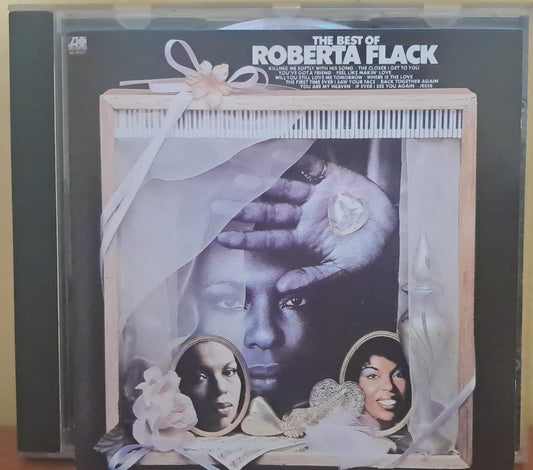 THE BEST OF
ROBERTA FLACK
KILLING ME SOFTLY WITH HIS SONG · THE CLOSER I GET TO YOU
YOU'VE GOT A FRIEND · FEEL LIKE MAKIN' LOVE
WILL YOU STILL LOVE ME TOMORROW · WHERE IS THE LOVE
THE FIRST TIME EVER I SAW YOUR FACE · BACK TOGETHER AGAIN
YOU ARE MY HEAVEN · IF EVER I SEE YOU AGAIN · JESSE